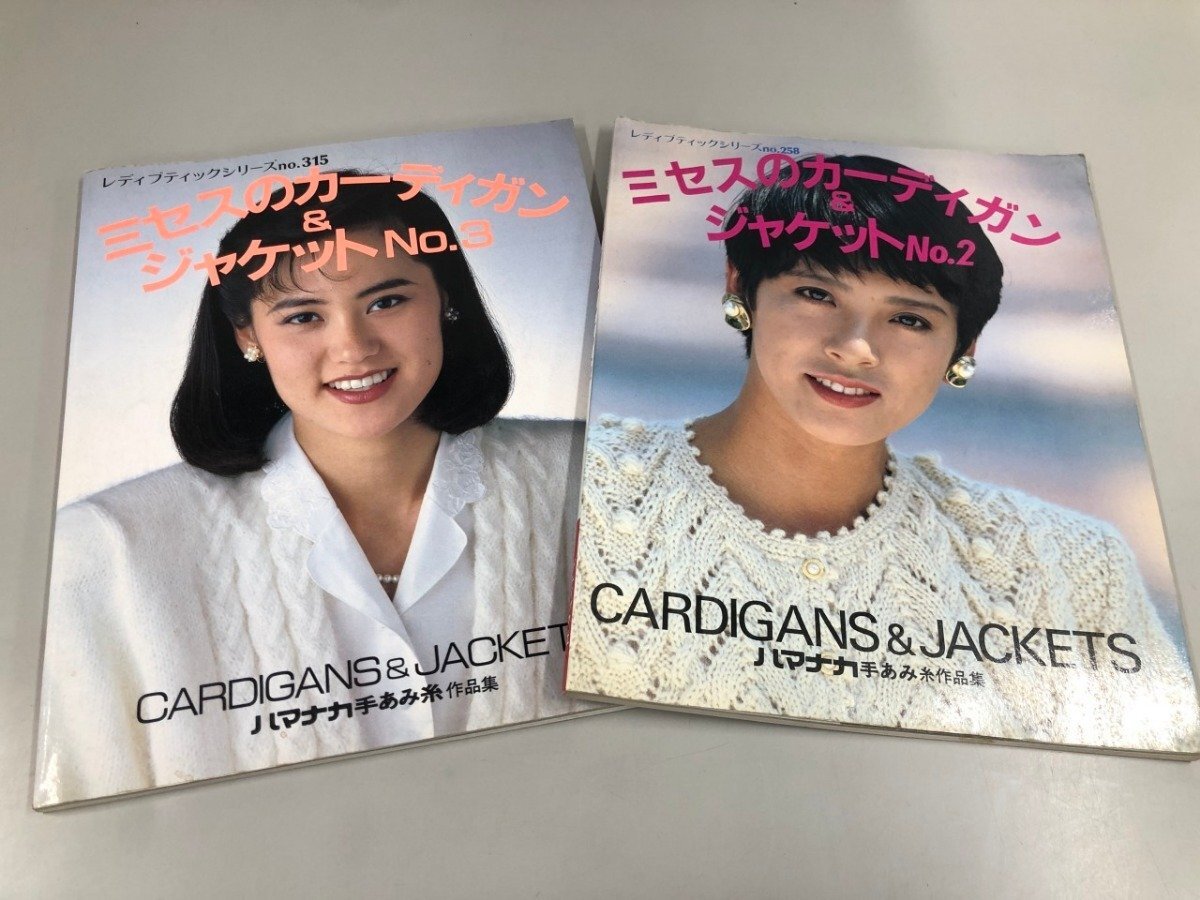 レディブティックシリーズno.315
ミセスのカーディガン
&
ジャケットNo.3
CARDIGANS & JACKET
ハマナカ手あみ糸作品集
レディブティックシリーズno.258
ミセスのカーディガン
&
ジャケットNo.2
CARDIGANS & JACKETS
ハマナカ手あみ糸作品集